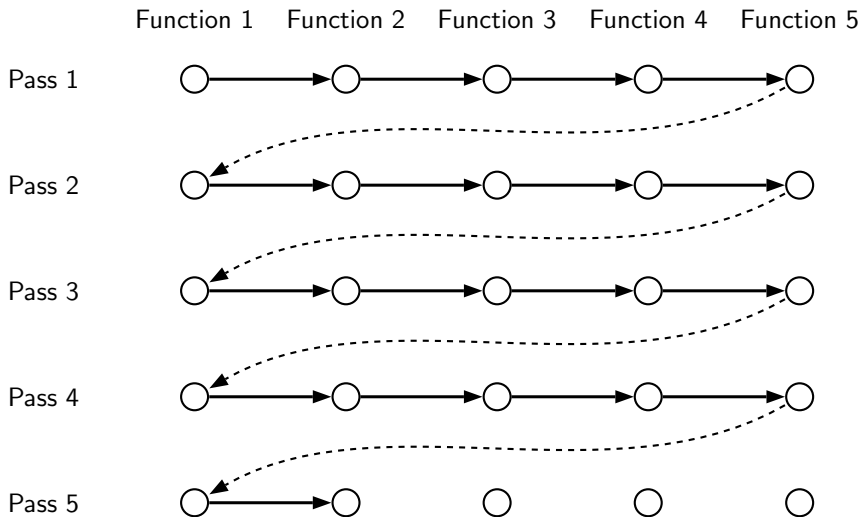 Function 1 Function 2 Function 3 Function 4 Function 5
Pass 1
Pass 2
Pass 3
Pass 4
Pass 5